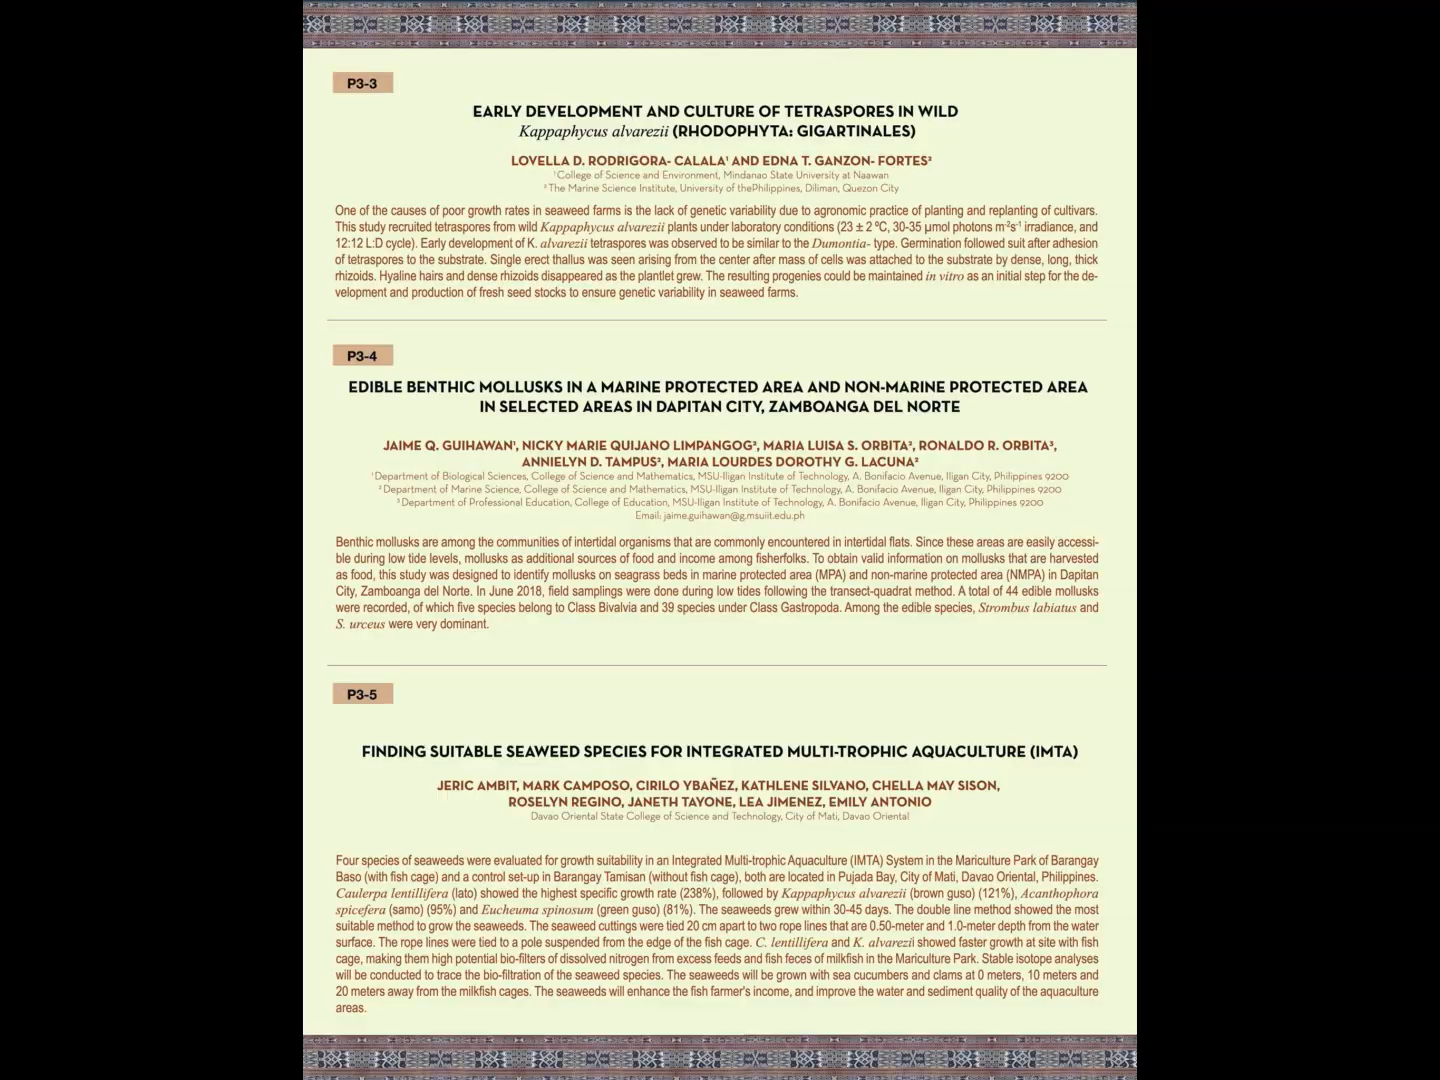 P3-3
EARLY DEVELOPMENT AND CULTURE OF TETRASPORES IN WILD
Kappaphycus alvarezii (RHODOPHYTA: GIGARTINALES)
LOVELLA D. RODRIGORA- CALALA¹ AND EDNA T. GANZON- FORTES²
¹College of Science and Environment, Mindanao State University at Naawan
²The Marine Science Institute, University of thePhilippines, Diliman, Quezon City
One of the causes of poor growth rates in seaweed farms is the lack of genetic variability due to agronomic practice of planting and replanting of cultivars.
This study recruited tetraspores from wild Kappaphycus alvarezii plants under laboratory conditions (23 ± 2 ºC, 30-35 µmol photons m⁻²s⁻¹ irradiance, and
12:12 L:D cycle). Early development of K. alvarezii tetraspores was observed to be similar to the Dumontia- type. Germination followed suit after adhesion
of tetraspores to the substrate. Single erect thallus was seen arising from the center after mass of cells was attached to the substrate by dense, long, thick
rhizoids. Hyaline hairs and dense rhizoids disappeared as the plantlet grew. The resulting progenies could be maintained in vitro as an initial step for the de-
velopment and production of fresh seed stocks to ensure genetic variability in seaweed farms.
P3-4
EDIBLE BENTHIC MOLLUSKS IN A MARINE PROTECTED AREA AND NON-MARINE PROTECTED AREA
IN SELECTED AREAS IN DAPITAN CITY, ZAMBOANGA DEL NORTE
JAIME Q. GUIHAWAN¹, NICKY MARIE QUIJANO LIMPANGOG², MARIA LUISA S. ORBITA², RONALDO R. ORBITA³,
ANNIELYN D. TAMPUS², MARIA LOURDES DOROTHY G. LACUNA²
¹Department of Biological Sciences, College of Science and Mathematics, MSU-Iligan Institute of Technology, A. Bonifacio Avenue, Iligan City, Philippines 9200
²Department of Marine Science, College of Science and Mathematics, MSU-Iligan Institute of Technology, A. Bonifacio Avenue, Iligan City, Philippines 9200
³Department of Professional Education, College of Education, MSU-Iligan Institute of Technology, A. Bonifacio Avenue, Iligan City, Philippines 9200
Email: jaime.guihawan@g.msuiit.edu.ph
Benthic mollusks are among the communities of intertidal organisms that are commonly encountered in intertidal flats. Since these areas are easily accessi-
ble during low tide levels, mollusks as additional sources of food and income among fisherfolks. To obtain valid information on mollusks that are harvested
as food, this study was designed to identify mollusks on seagrass beds in marine protected area (MPA) and non-marine protected area (NMPA) in Dapitan
City, Zamboanga del Norte. In June 2018, field samplings were done during low tides following the transect-quadrat method. A total of 44 edible mollusks
were recorded, of which five species belong to Class Bivalvia and 39 species under Class Gastropoda. Among the edible species, Strombus labiatus and
S. urceus were very dominant.
P3-5
FINDING SUITABLE SEAWEED SPECIES FOR INTEGRATED MULTI-TROPHIC AQUACULTURE (IMTA)
JERIC AMBIT, MARK CAMPOSO, CIRILO YBAÑEZ, KATHLENE SILVANO, CHELLA MAY SISON,
ROSELYN REGINO, JANETH TAYONE, LEA JIMENEZ, EMILY ANTONIO
Davao Oriental State College of Science and Technology, City of Mati, Davao Oriental
Four species of seaweeds were evaluated for growth suitability in an Integrated Multi-trophic Aquaculture (IMTA) System in the Mariculture Park of Barangay
Baso (with fish cage) and a control set-up in Barangay Tamisan (without fish cage), both are located in Pujada Bay, City of Mati, Davao Oriental, Philippines.
Caulerpa lentillifera (lato) showed the highest specific growth rate (238%), followed by Kappaphycus alvarezii (brown guso) (121%), Acanthophora
spicefera (samo) (95%) and Eucheuma spinosum (green guso) (81%). The seaweeds grew within 30-45 days. The double line method showed the most
suitable method to grow the seaweeds. The seaweed cuttings were tied 20 cm apart to two rope lines that are 0.50-meter and 1.0-meter depth from the water
surface. The rope lines were tied to a pole suspended from the edge of the fish cage. C. lentillifera and K. alvarezii showed faster growth at site with fish
cage, making them high potential bio-filters of dissolved nitrogen from excess feeds and fish feces of milkfish in the Mariculture Park. Stable isotope analyses
will be conducted to trace the bio-filtration of the seaweed species. The seaweeds will be grown with sea cucumbers and clams at 0 meters, 10 meters and
20 meters away from the milkfish cages. The seaweeds will enhance the fish farmer's income, and improve the water and sediment quality of the aquaculture
areas.